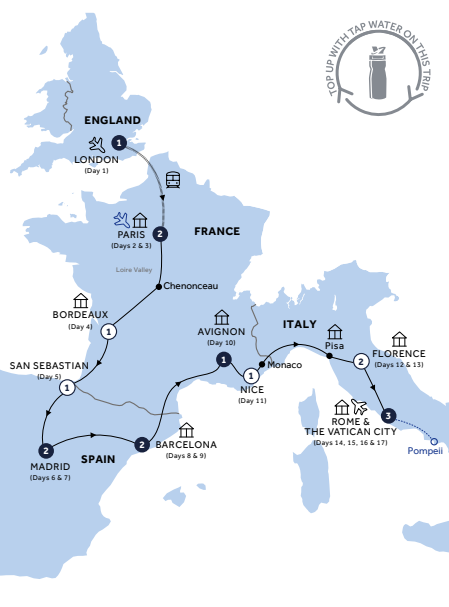 TOP UP WITH TAP WATER ON THIS TRIP
ENGLAND
1
LONDON
(Day 1)
2
PARIS
(Days 2 & 3)
FRANCE
Loire Valley
Chenonceau
BORDEAUX
(Day 4)
1
AVIGNON
(Day 10)
2
ITALY
Pisa
Monaco
1
NICE
(Day 11)
2
FLORENCE
(Days 12 & 13)
SAN SEBASTIAN
(Day 5)
1
3
ROME &
THE VATICAN CITY
(Days 14, 15, 16 & 17)
Pompeii
2
MADRID
(Days 6 & 7)
SPAIN
2
BARCELONA
(Days 8 & 9)